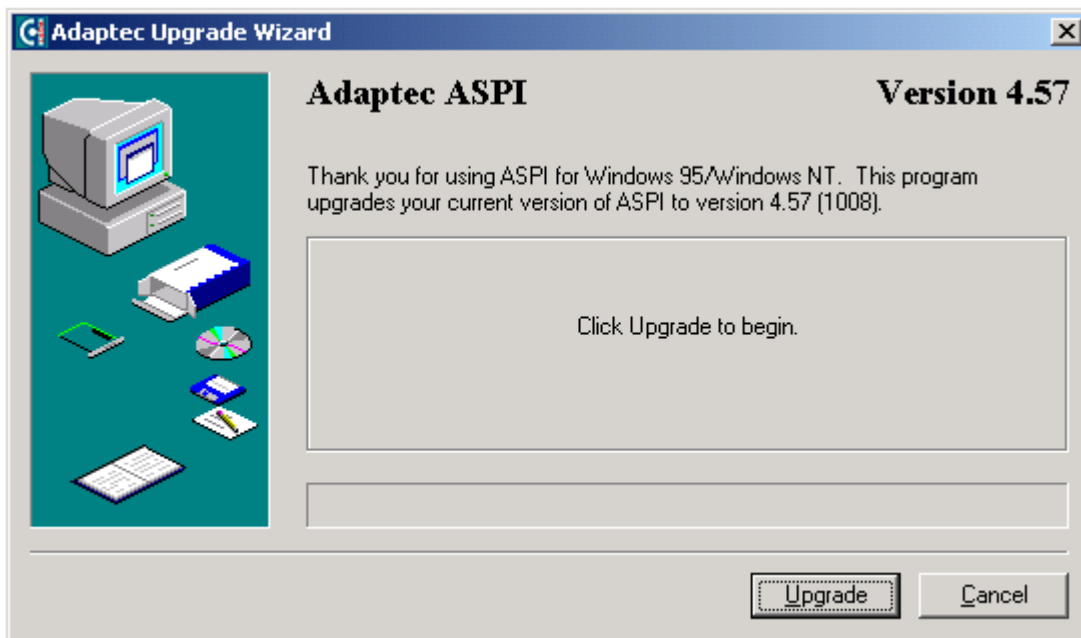 Adaptec Upgrade Wizard
Adaptec ASPI Version 4.57
Thank you for using ASPI for Windows 95/Windows NT. This program
upgrades your current version of ASPI to version 4.57 (1008).
Click Upgrade to begin.
Upgrade Cancel